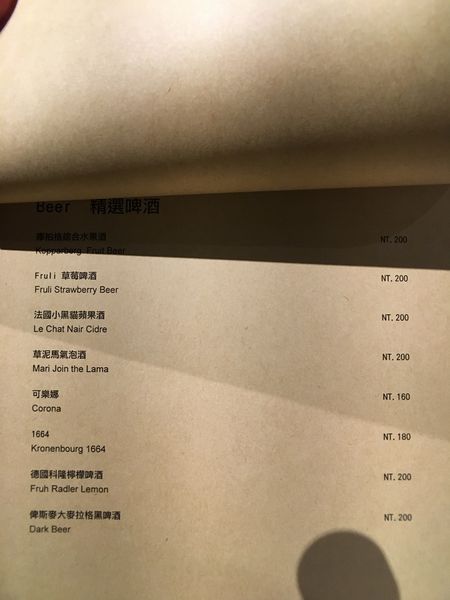 Beer 精選啤酒
庫柏格綜合水果酒 NT. 200
Kopparberg. Fruit Beer
Fruli 草莓啤酒 NT. 200
Fruli Strawberry Beer
法國小黑貓蘋果酒 NT. 200
Le Chat Nair Cidre
草泥馬氣泡酒 NT. 200
Mari Join the Lama
可樂娜 NT. 160
Corona
1664 NT. 180
Kronenbourg 1664
德國科隆檸檬啤酒 NT. 200
Fruh Radler Lemon
俾斯麥大麥拉格黑啤酒 NT. 200
Dark Beer